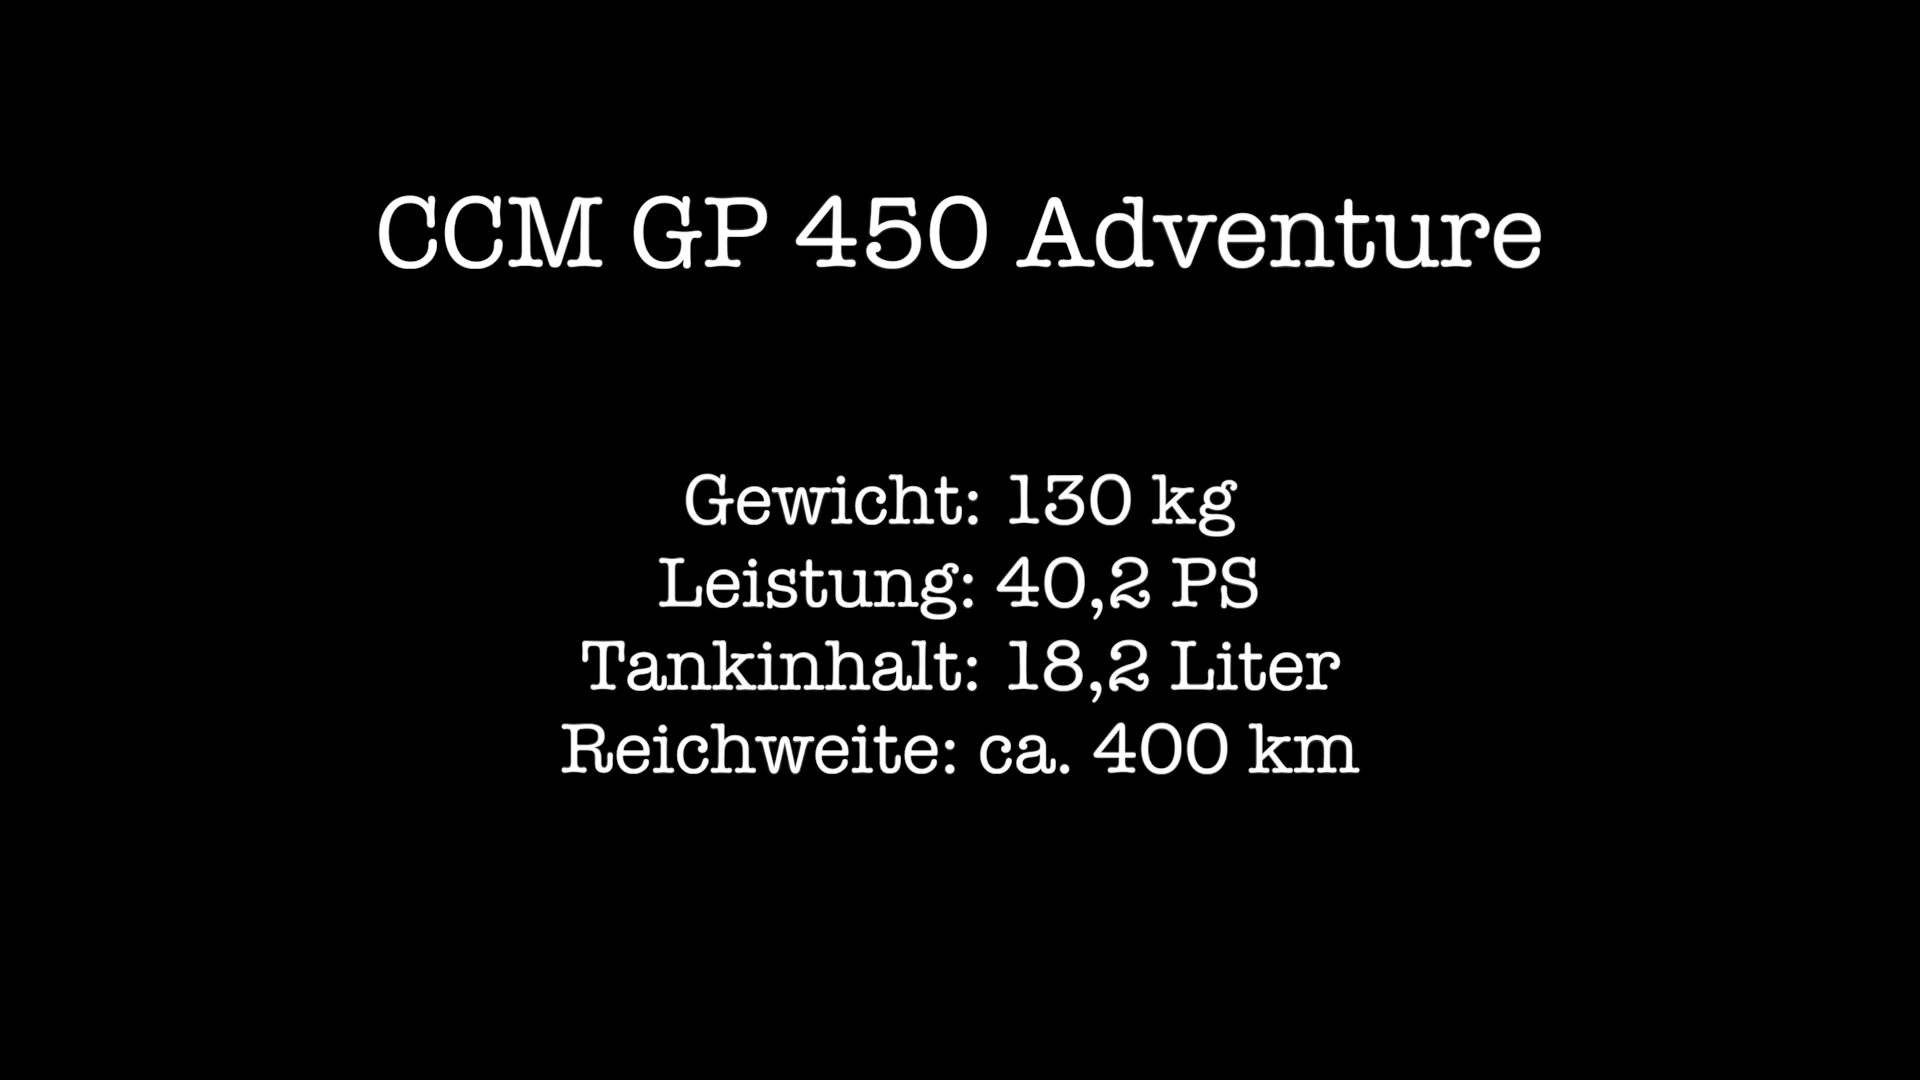 CCM GP 450 Adventure
Gewicht: 130 kg
Leistung: 40,2 PS
Tankinhalt: 18,2 Liter
Reichweite: ca. 400 km